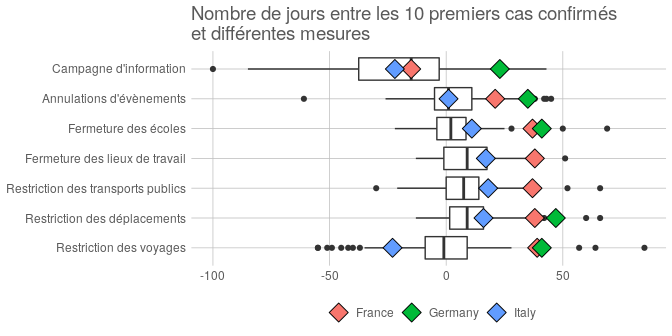 Nombre de jours entre les 10 premiers cas confirmés
et différentes mesures
Campagne d'information
Annulations d'évènements
Fermeture des écoles
Fermeture des lieux de travail
Restriction des transports publics
Restriction des déplacements
Restriction des voyages
-100 -50 0 50
France Germany Italy